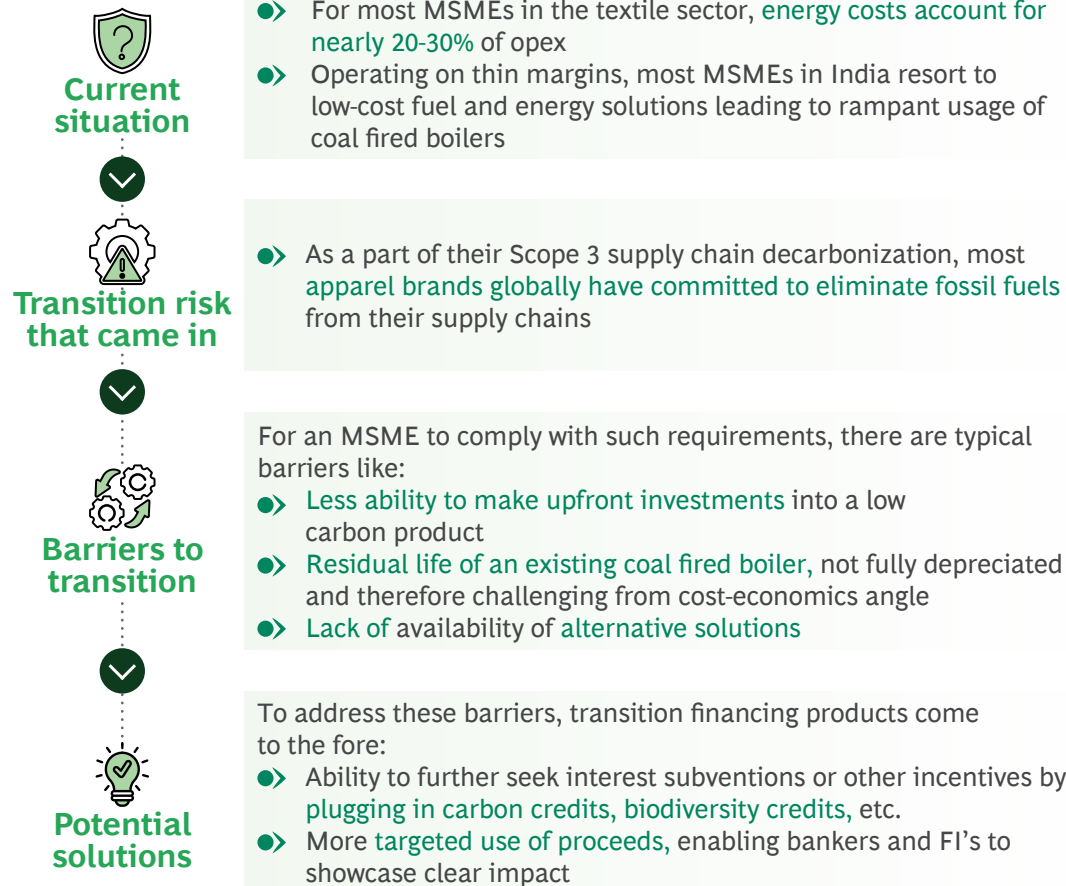 Current
situation
For most MSMEs in the textile sector, energy costs account for
nearly 20-30% of opex
Operating on thin margins, most MSMEs in India resort to
low-cost fuel and energy solutions leading to rampant usage of
coal fired boilers
Transition risk
that came in
As a part of their Scope 3 supply chain decarbonization, most
apparel brands globally have committed to eliminate fossil fuels
from their supply chains
Barriers to
transition
For an MSME to comply with such requirements, there are typical
barriers like:
Less ability to make upfront investments into a low
carbon product
Residual life of an existing coal fired boiler, not fully depreciated
and therefore challenging from cost-economics angle
Lack of availability of alternative solutions
Potential
solutions
To address these barriers, transition financing products come
to the fore:
Ability to further seek interest subventions or other incentives by
plugging in carbon credits, biodiversity credits, etc.
More targeted use of proceeds, enabling bankers and FI's to
showcase clear impact